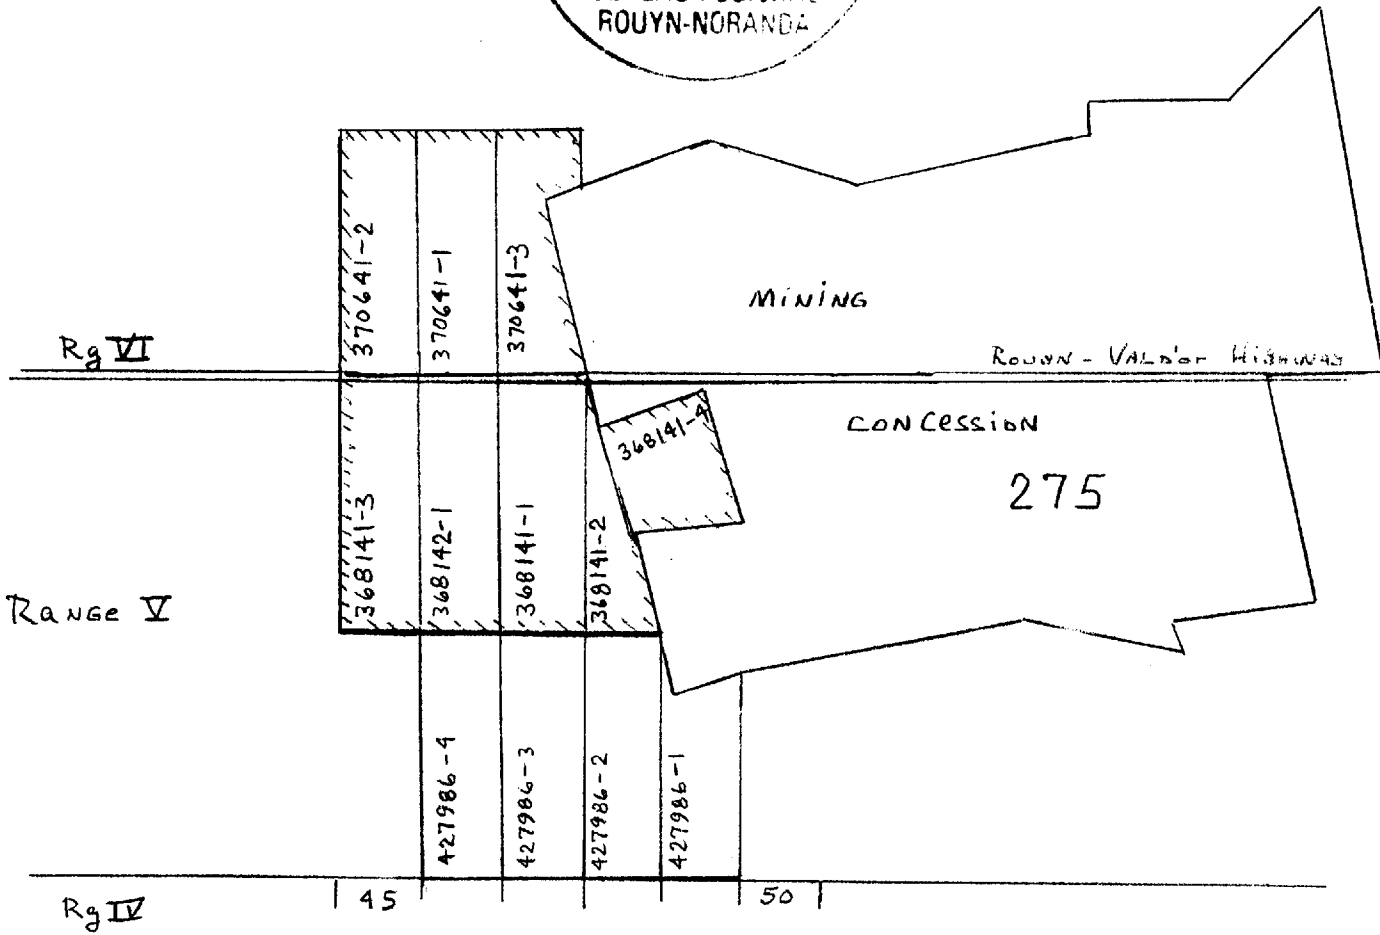 ROUYN-NORANDA
370641-2
370641-1
370641-3
MINING
Rg VI
ROUYN - VALD'OR HIGHWAY
CONCESSION
368141-4
275
368141-3
368142-1
368141-1
368141-2
Range V
427986-4
427986-3
427986-2
427986-1
45
50
Rg IV